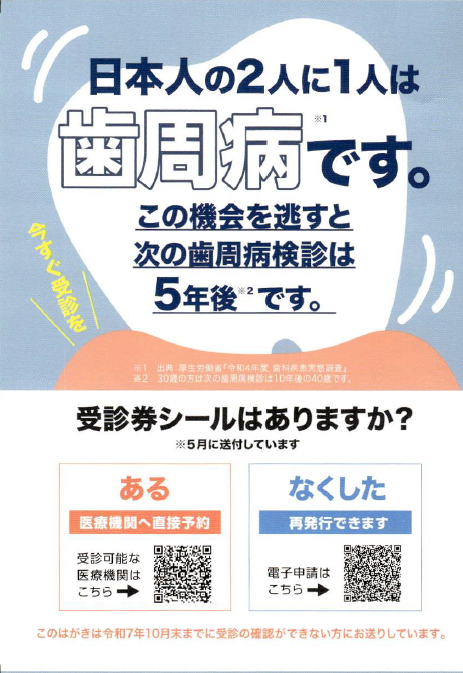 日本人の2人に1人は
歯周病※1です。
この機会を逃すと
次の歯周病検診は
5年後※2です。
今すぐ受診を
※1 出典：厚生労働省「令和4年度 歯科疾患実態調査」
※2 30歳の方は次の歯周病検診は10年後の40歳です。
受診券シールはありますか？
※5月に送付しています
ある
医療機関へ直接予約
受診可能な
医療機関は
こちら➡
なくした
再発行できます
電子申請は
こちら➡
このはがきは令和7年10月末までに受診の確認ができない方にお送りしています。